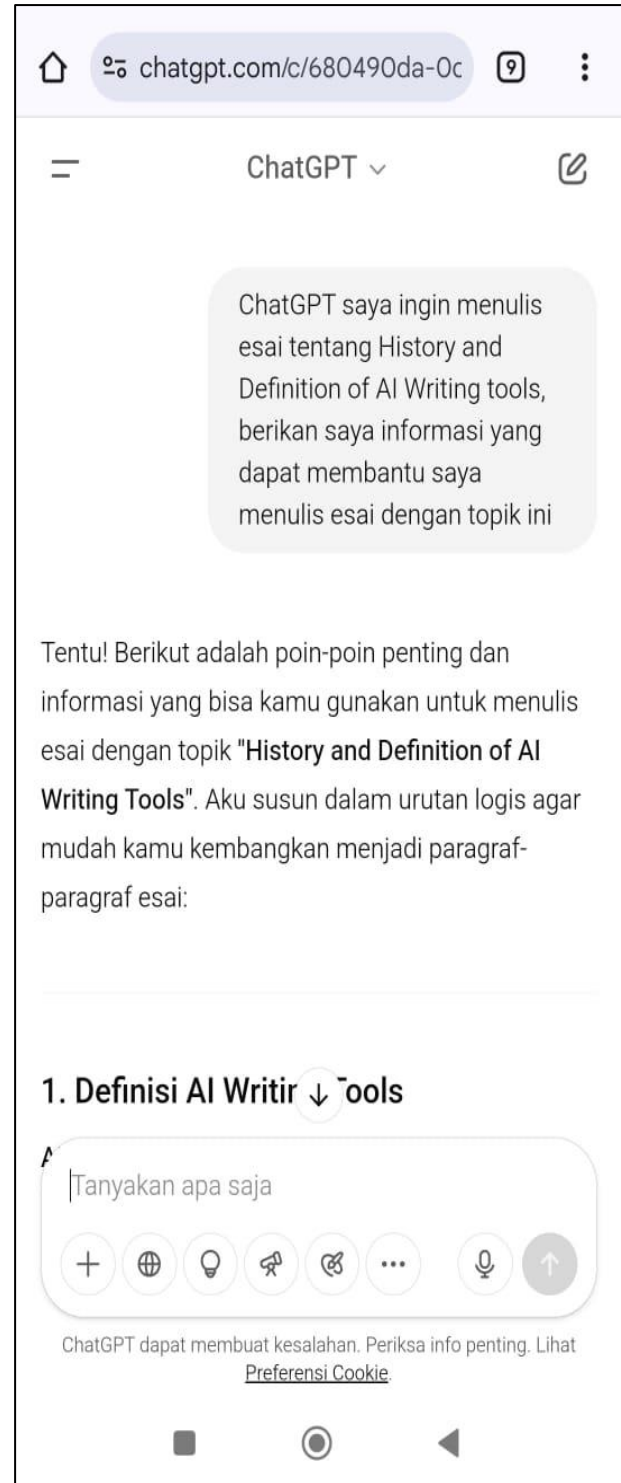 chatgpt.com/c/680490da-0c 9
ChatGPT
ChatGPT saya ingin menulis
esai tentang History and
Definition of AI Writing tools,
berikan saya informasi yang
dapat membantu saya
menulis esai dengan topik ini
Tentu! Berikut adalah poin-poin penting dan
informasi yang bisa kamu gunakan untuk menulis
esai dengan topik "History and Definition of AI
Writing Tools". Aku susun dalam urutan logis agar
mudah kamu kembangkan menjadi paragraf-
paragraf esai:
1. Definisi AI
Tanyakan apa saja
ChatGPT dapat membuat kesalahan. Periksa info penting. Lihat
Preferensi Cookie.